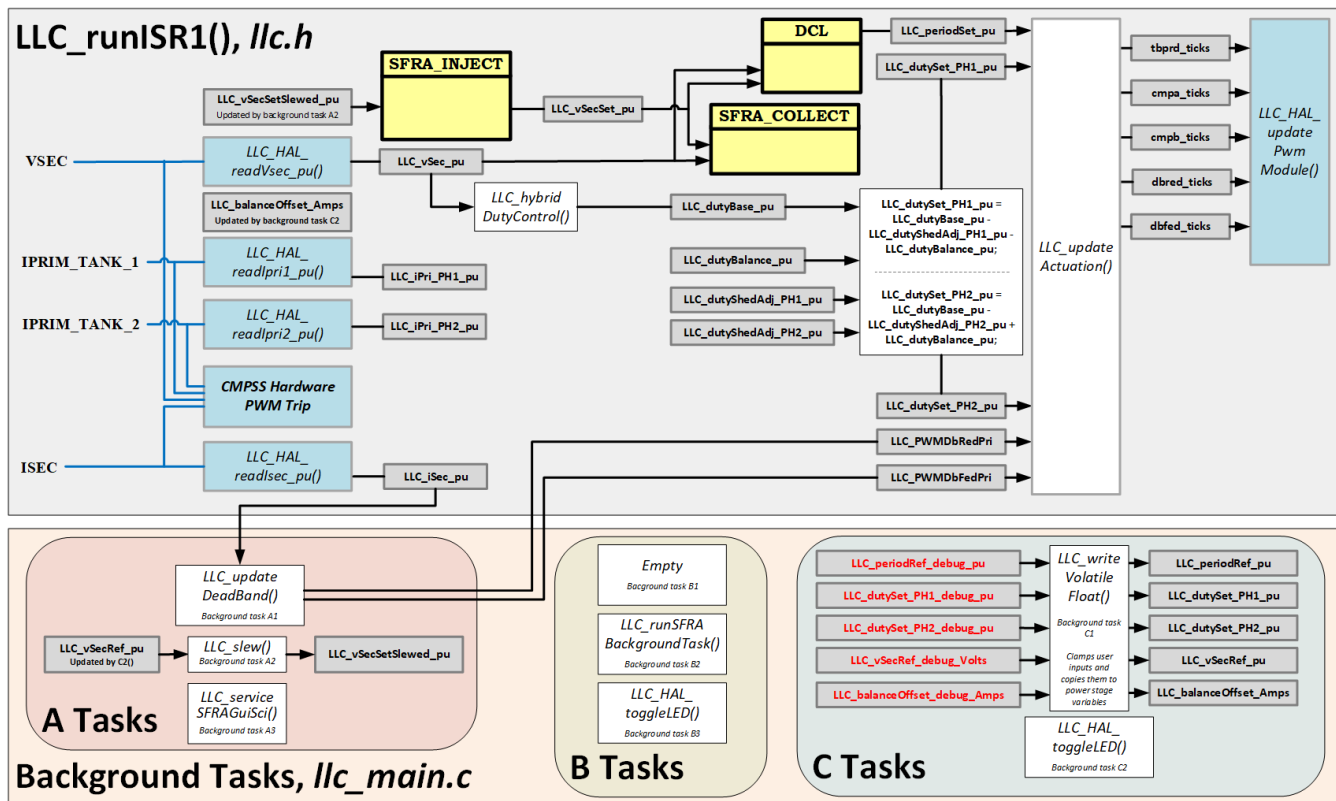 LLC_runISR1(), llc.h
LLC_vSecSetSlewed_pu
Updated by background task A2
SFRA_INJECT
LLC_vSecSet_pu
DCL
SFRA_COLLECT
LLC_periodSet_pu
LLC_dutySet_PH1_pu
VSEC
LLC_HAL_
readVsec_pu()
LLC_vSec_pu
LLC_hybrid
DutyControl()
LLC_dutyBase_pu
LLC_balanceOffset_Amps
Updated by background task C2
IPRIM_TANK_1
LLC_HAL_
readIpri1_pu()
LLC_iPri_PH1_pu
LLC_dutyBalance_pu
LLC_dutyShedAdj_PH1_pu
LLC_dutyShedAdj_PH2_pu
IPRIM_TANK_2
LLC_HAL_
readIpri2_pu()
LLC_iPri_PH2_pu
LLC_dutySet_PH1_pu =
LLC_dutyBase_pu -
LLC_dutyShedAdj_PH1_pu -
LLC_dutyBalance_pu;
LLC_dutySet_PH2_pu =
LLC_dutyBase_pu -
LLC_dutyShedAdj_PH2_pu +
LLC_dutyBalance_pu;
CMPSS Hardware
PWM Trip
LLC_dutySet_PH2_pu
LLC_PWMDbRedPri
LLC_PWMDbFedPri
ISEC
LLC_HAL_
readIsec_pu()
LLC_iSec_pu
LLC_update
Actuation()
tbprd_ticks
cmpa_ticks
cmpb_ticks
dbred_ticks
dbfed_ticks
LLC_HAL_
update
Pwm
Module()
LLC_update
DeadBand()
Background task A1
LLC_vSecRef_pu
Updated by C2()
LLC_slew()
Background task A2
LLC_vSecSetSlewed_pu
LLC_service
SFRAGuiSci()
Background task A3
A Tasks
Background Tasks, llc_main.c
Empty
Bacground task B1
LLC_runSFRA
BackgroundTask()
Background task B2
LLC_HAL_
toggleLED()
Background task B3
B Tasks
LLC_periodRef_debug_pu
LLC_dutySet_PH1_debug_pu
LLC_dutySet_PH2_debug_pu
LLC_vSecRef_debug_Volts
LLC_balanceOffset_debug_Amps
LLC_write
Volatile
Float()
Background task
C1
Clamps user
inputs and
copies them to
power stage
variables
LLC_periodRef_pu
LLC_dutySet_PH1_pu
LLC_dutySet_PH2_pu
LLC_vSecRef_pu
LLC_balanceOffset_Amps
LLC_HAL_
toggleLED()
Background task C2
C Tasks